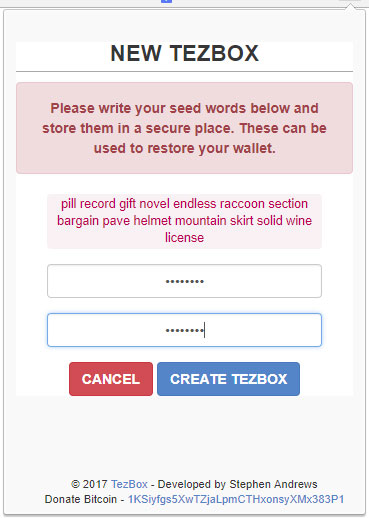 NEW TEZBOX
Please write your seed words below and
store them in a secure place. These can be
used to restore your wallet.
pill record gift novel endless raccoon section
bargain pave helmet mountain skirt solid wine
license
••••••••
••••••••
CANCEL CREATE TEZBOX
© 2017 TezBox - Developed by Stephen Andrews
Donate Bitcoin - 1KSiyfgs5XwTZjaLpmCTHxonsyXMx383P1